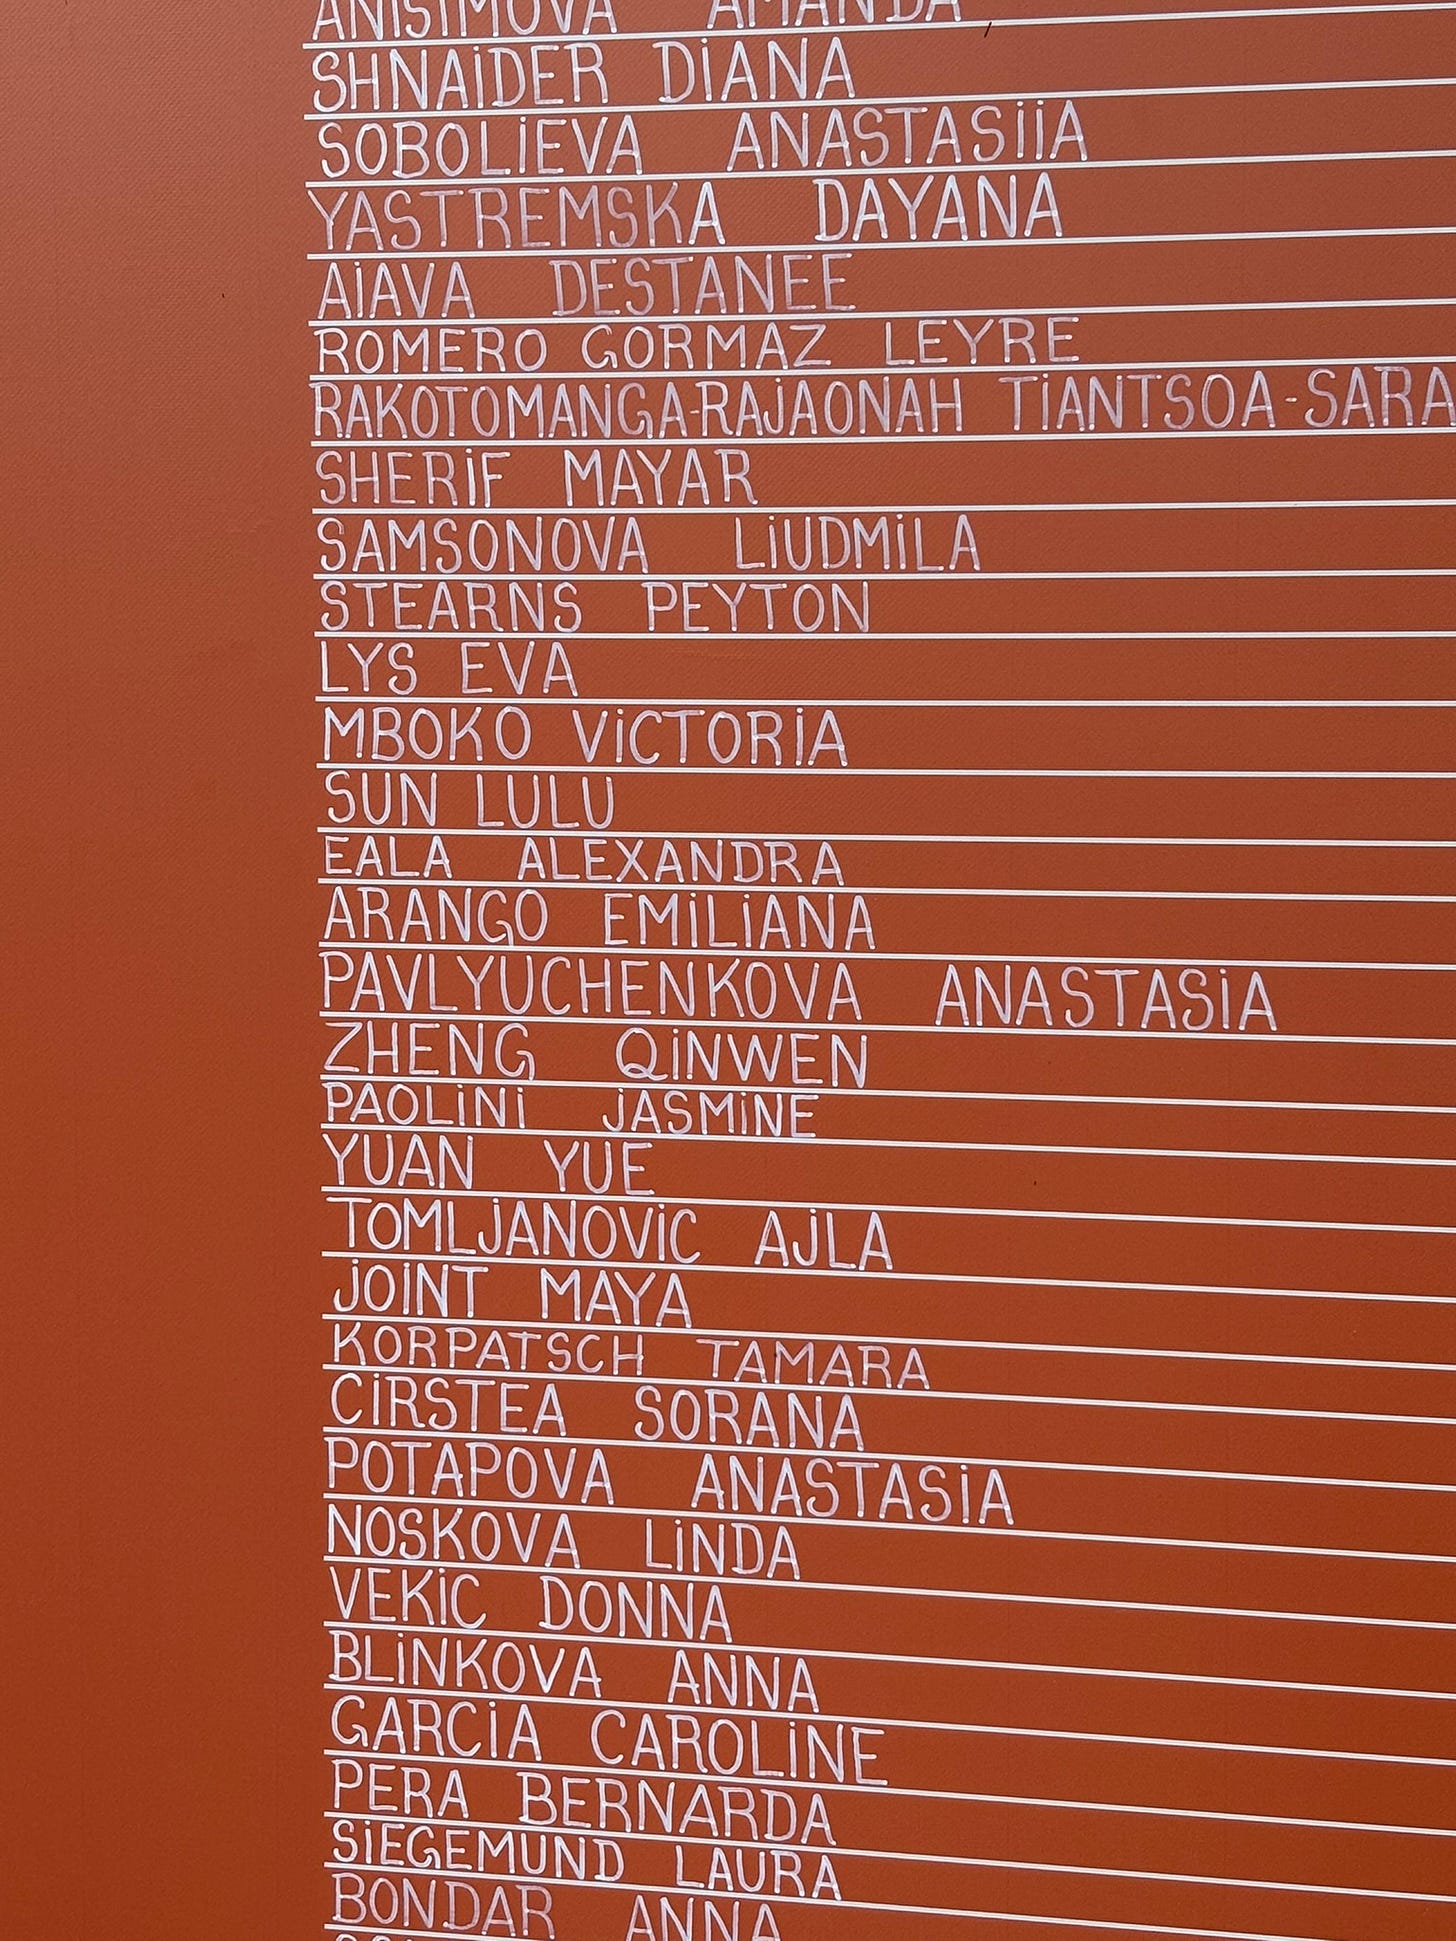 ANiSiMOVA AMANDA
SHNAiDER DiANA
SOBOLiEVA ANASTASiiA
YASTREMSKA DAYANA
AiAVA DESTANEE
ROMERO GORMAZ LEYRE
RAKOTOMANGA-RAJAONAH TiANTSOA-SARA
SHERiF MAYAR
SAMSONOVA LiUDMiLA
STEARNS PEYTON
LYS EVA
MBOKO ViCTORiA
SUN LULU
EALA ALEXANDRA
ARANGO EMiLiANA
PAVLYUCHENKOVA ANASTASiA
ZHENG QiNWEN
PAOLiNi jASMiNE
YUAN YUE
TOMLjANOViC AjLA
jOiNT MAYA
KORPATSCH TAMARA
CiRSTEA SORANA
POTAPOVA ANASTASiA
NOSKOVA LiNDA
VEKiC DONNA
BLiNKOVA ANNA
GARCiA CAROLiNE
PERA BERNARDA
SiEGEMUND LAURA
BONDAR ANNA